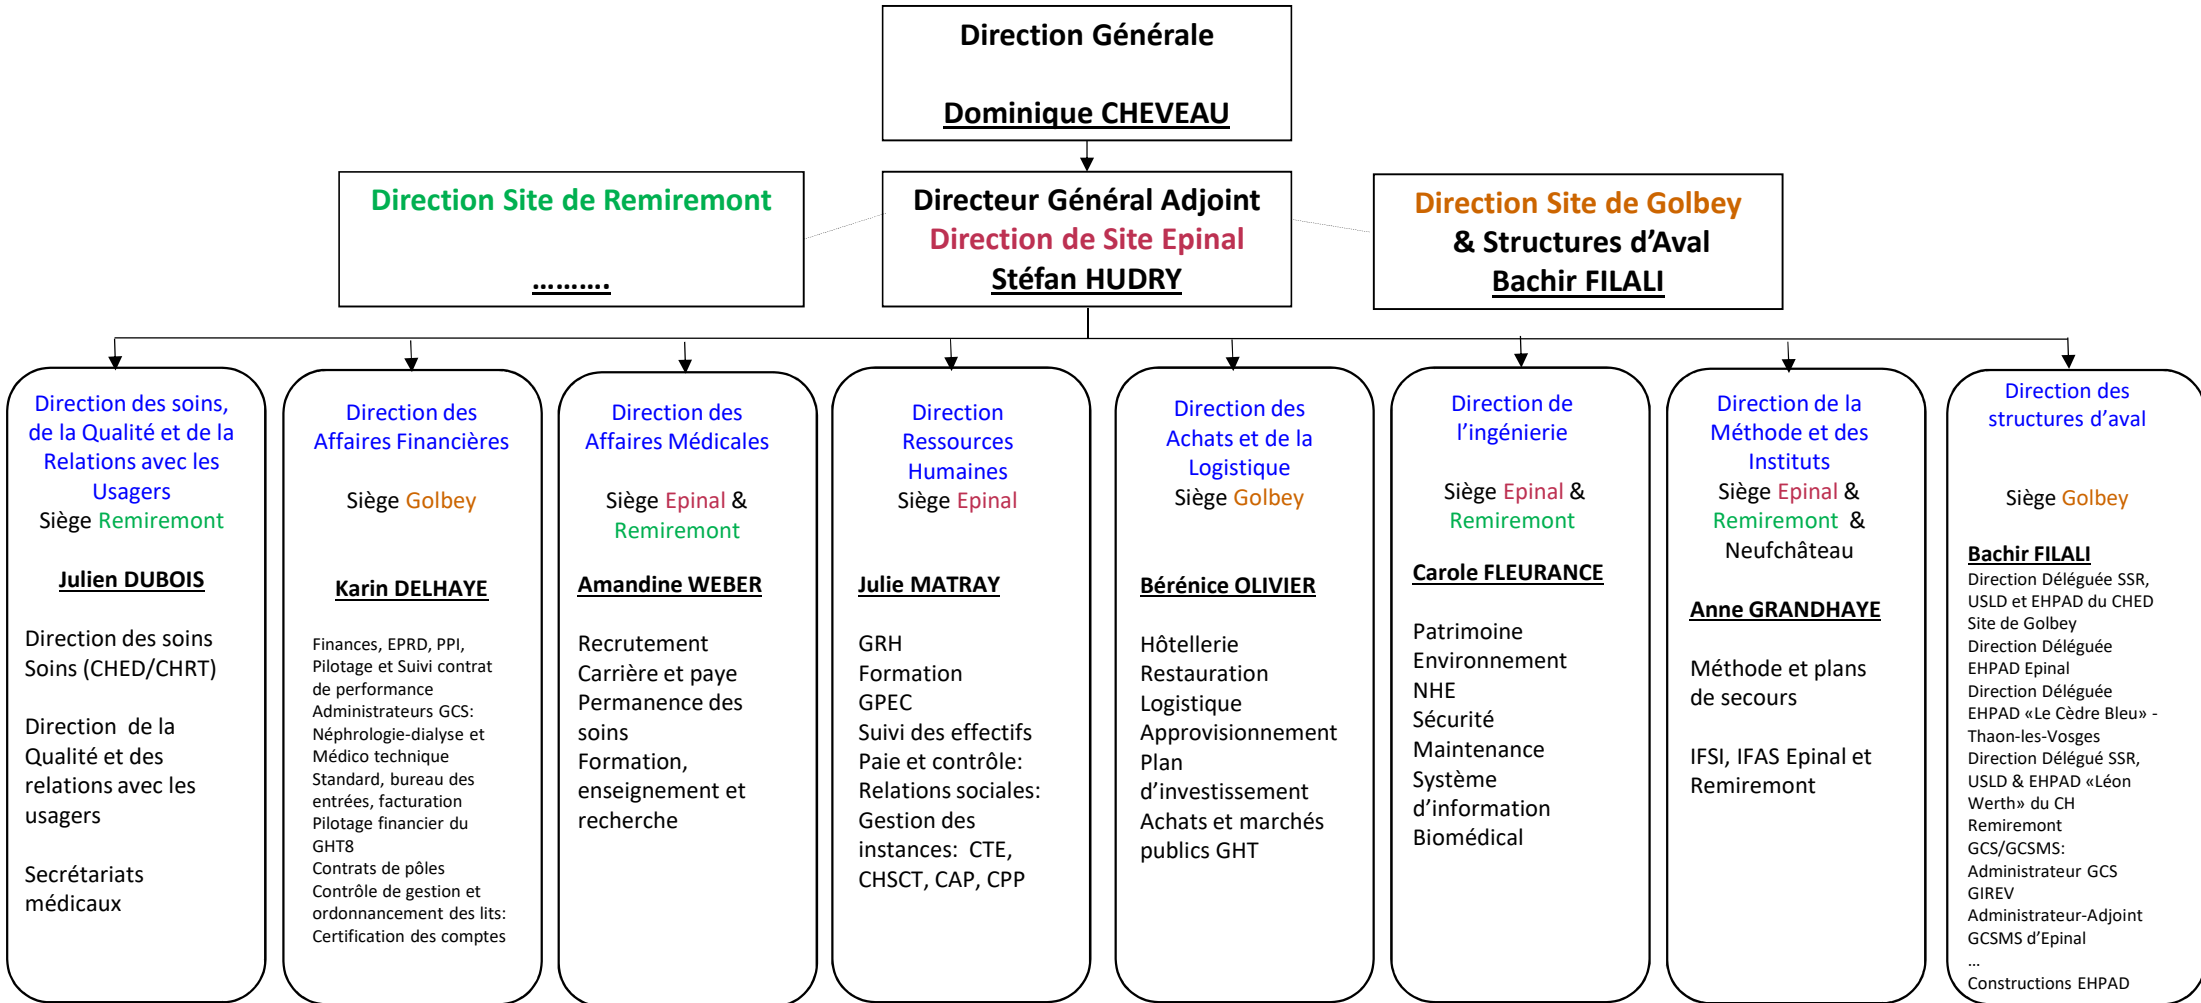 Direction Générale
Dominique CHEVEAU
Direction Site de Remiremont
……….
Directeur Général Adjoint
Direction de Site Epinal
Stéfan HUDRY
Direction Site de Golbey
& Structures d’Aval
Bachir FILALI
Direction des soins,
de la Qualité et de la
Relations avec les
Usagers
Siège Remiremont
Julien DUBOIS
Direction des soins
Soins (CHED/CHRT)
Direction de la
Qualité et des
relations avec les
usagers
Secrétariats
médicaux
Direction des
Affaires Financières
Siège Golbey
Karin DELHAYE
Finances, EPRD, PPI,
Pilotage et Suivi contrat
de performance
Administrateurs GCS:
Néphrologie-dialyse et
Médico technique
Standard, bureau des
entrées, facturation
Pilotage financier du
GHT8
Contrats de pôles
Contrôle de gestion et
ordonnancement des lits:
Certification des comptes
Direction des
Affaires Médicales
Siège Epinal &
Remiremont
Amandine WEBER
Recrutement
Carrière et paye
Permanence des
soins
Formation,
enseignement et
recherche
Direction
Ressources
Humaines
Siège Epinal
Julie MATRAY
GRH
Formation
GPEC
Suivi des effectifs
Paie et contrôle:
Relations sociales:
Gestion des
instances: CTE,
CHSCT, CAP, CPP
Direction des
Achats et de la
Logistique
Siège Golbey
Bérénice OLIVIER
Hôtellerie
Restauration
Logistique
Approvisionnement
Plan
d’investissement
Achats et marchés
publics GHT
Direction de
l’ingénierie
Siège Epinal &
Remiremont
Carole FLEURANCE
Patrimoine
Environnement
NHE
Sécurité
Maintenance
Système
d’information
Biomédical
Direction de la
Méthode et des
Instituts
Siège Epinal &
Remiremont &
Neufchâteau
Anne GRANDHAYE
Méthode et plans
de secours
IFSI, IFAS Epinal et
Remiremont
Direction des
structures d’aval
Siège Golbey
Bachir FILALI
Direction Déléguée SSR,
USLD et EHPAD du CHED
Site de Golbey
Direction Déléguée
EHPAD Epinal
Direction Déléguée
EHPAD «Le Cèdre Bleu» -
Thaon-les-Vosges
Direction Délégué SSR,
USLD & EHPAD «Léon
Werth» du CH
Remiremont
GCS/GCSMS:
Administrateur GCS
GIREV
Administrateur-Adjoint
GCSMS d’Epinal
…
Constructions EHPAD